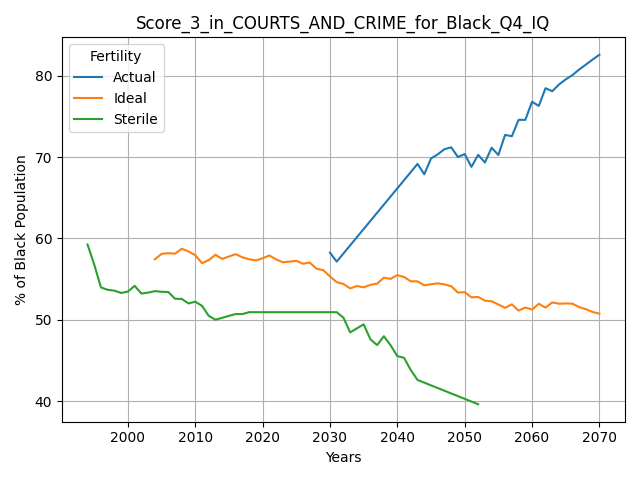 Score_3_in_COURTS_AND_CRIME_for_Black_Q4_IQ
Fertility
Actual
Ideal
Sterile
% of Black Population
80
70
60
50
40
2000 2010 2020 2030 2040 2050 2060 2070
Years